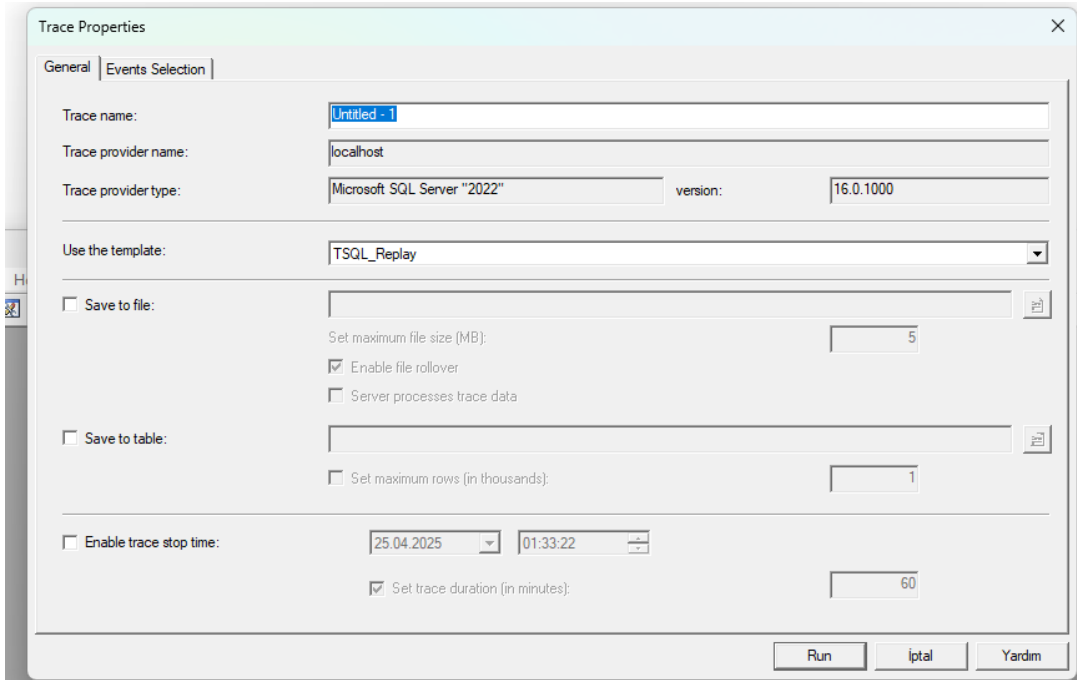 Trace Properties
General Events Selection
Trace name: Untitled - 1
Trace provider name: localhost
Trace provider type: Microsoft SQL Server "2022" version: 16.0.1000
Use the template: TSQL_Replay
Save to file:
Set maximum file size (MB): 5
Enable file rollover
Server processes trace data
Save to table:
Set maximum rows (in thousands): 1
Enable trace stop time: 25.04.2025 01:33:22
Set trace duration (in minutes): 60
Run İptal Yardım